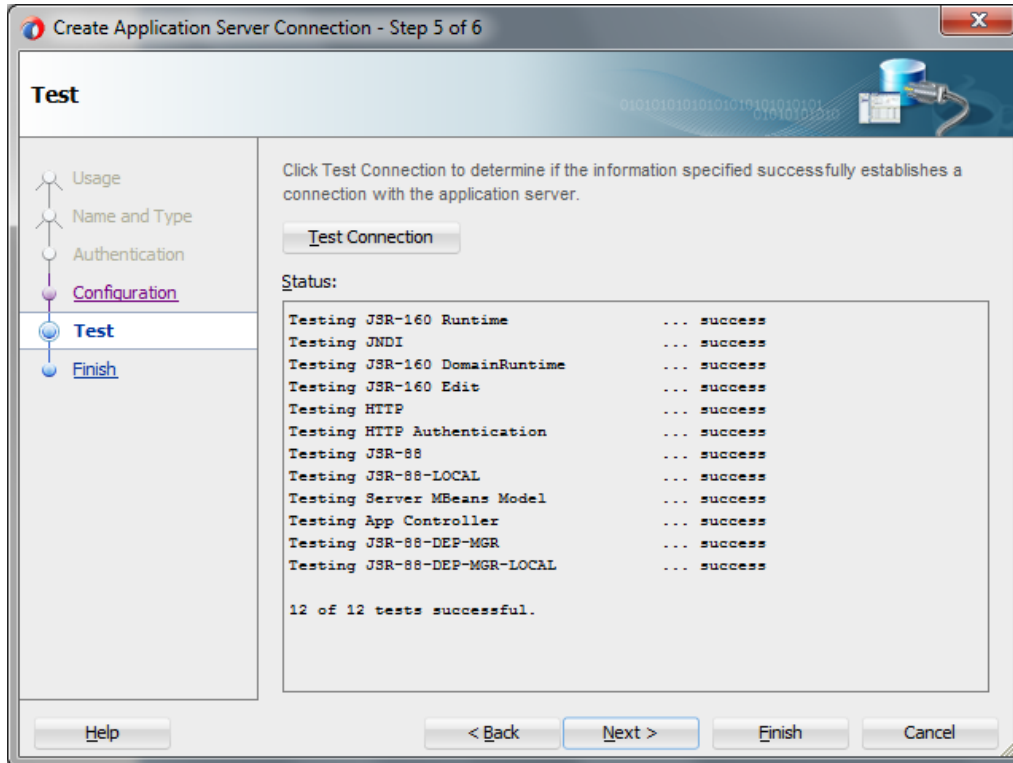 Create Application Server Connection - Step 5 of 6
Test
Usage
Name and Type
Authentication
Configuration
Test
Finish
Click Test Connection to determine if the information specified successfully establishes a
connection with the application server.
Test Connection
Status:
Testing JSR-160 Runtime ... success
Testing JNDI ... success
Testing JSR-160 DomainRuntime ... success
Testing JSR-160 Edit ... success
Testing HTTP ... success
Testing HTTP Authentication ... success
Testing JSR-88 ... success
Testing JSR-88-LOCAL ... success
Testing Server MBeans Model ... success
Testing App Controller ... success
Testing JSR-88-DEP-MGR ... success
Testing JSR-88-DEP-MGR-LOCAL ... success
12 of 12 tests successful.
Help
< Back
Next >
Finish
Cancel